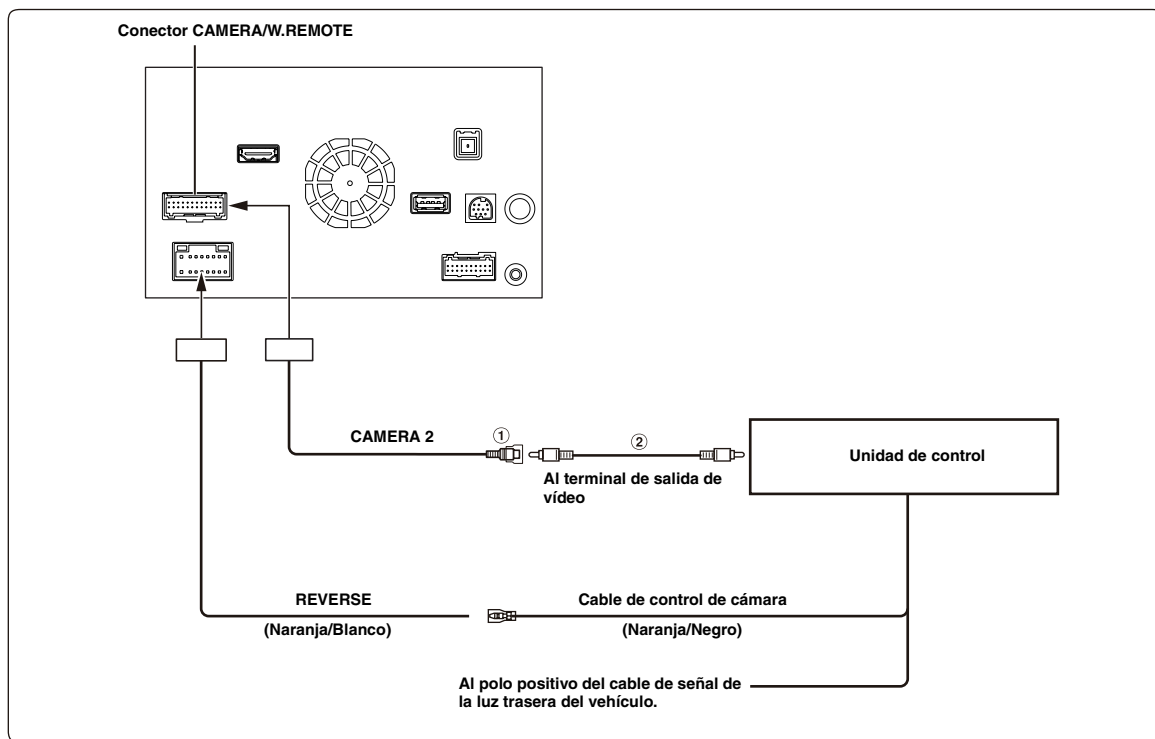 Conector CAMERA/W.REMOTE
CAMERA 2
①
②
Al terminal de salida de
vídeo
Unidad de control
REVERSE
(Naranja/Blanco)
Cable de control de cámara
(Naranja/Negro)
Al polo positivo del cable de señal de
la luz trasera del vehículo.